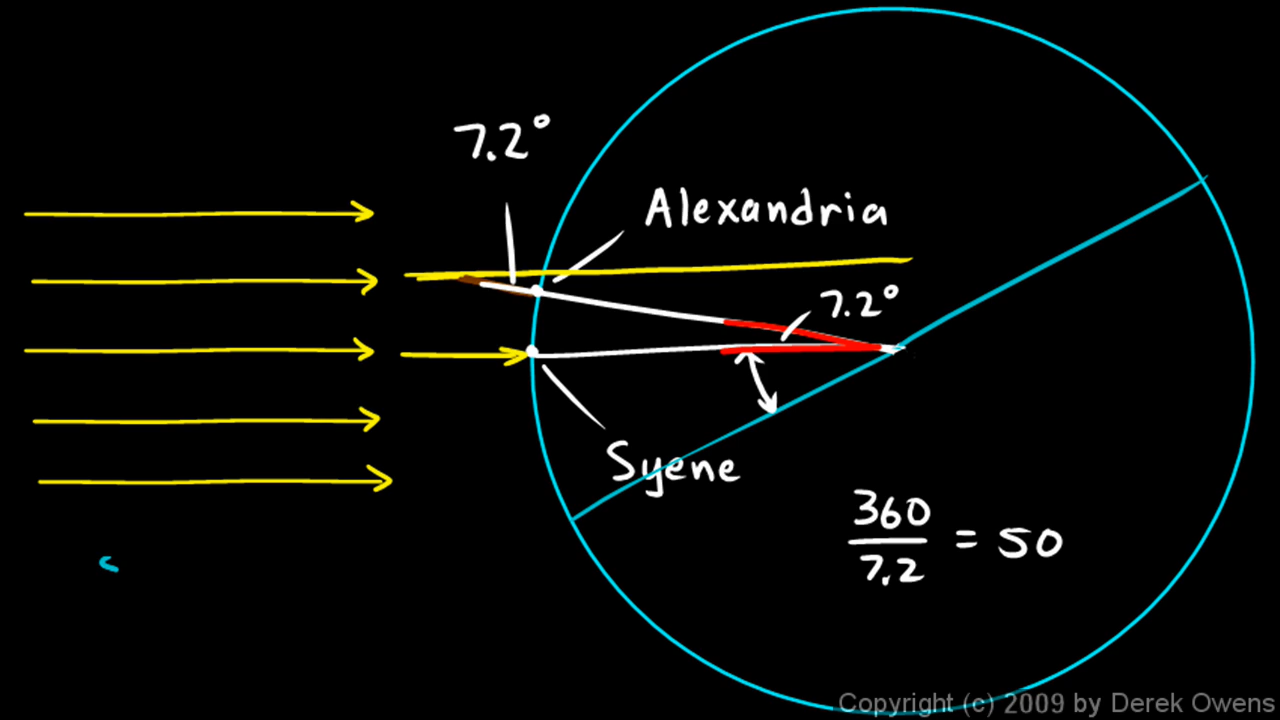 7.2°
Alexandria
7.2°
Syene
360
7.2
= 50
Copyright (c) 2009 by Derek Owens